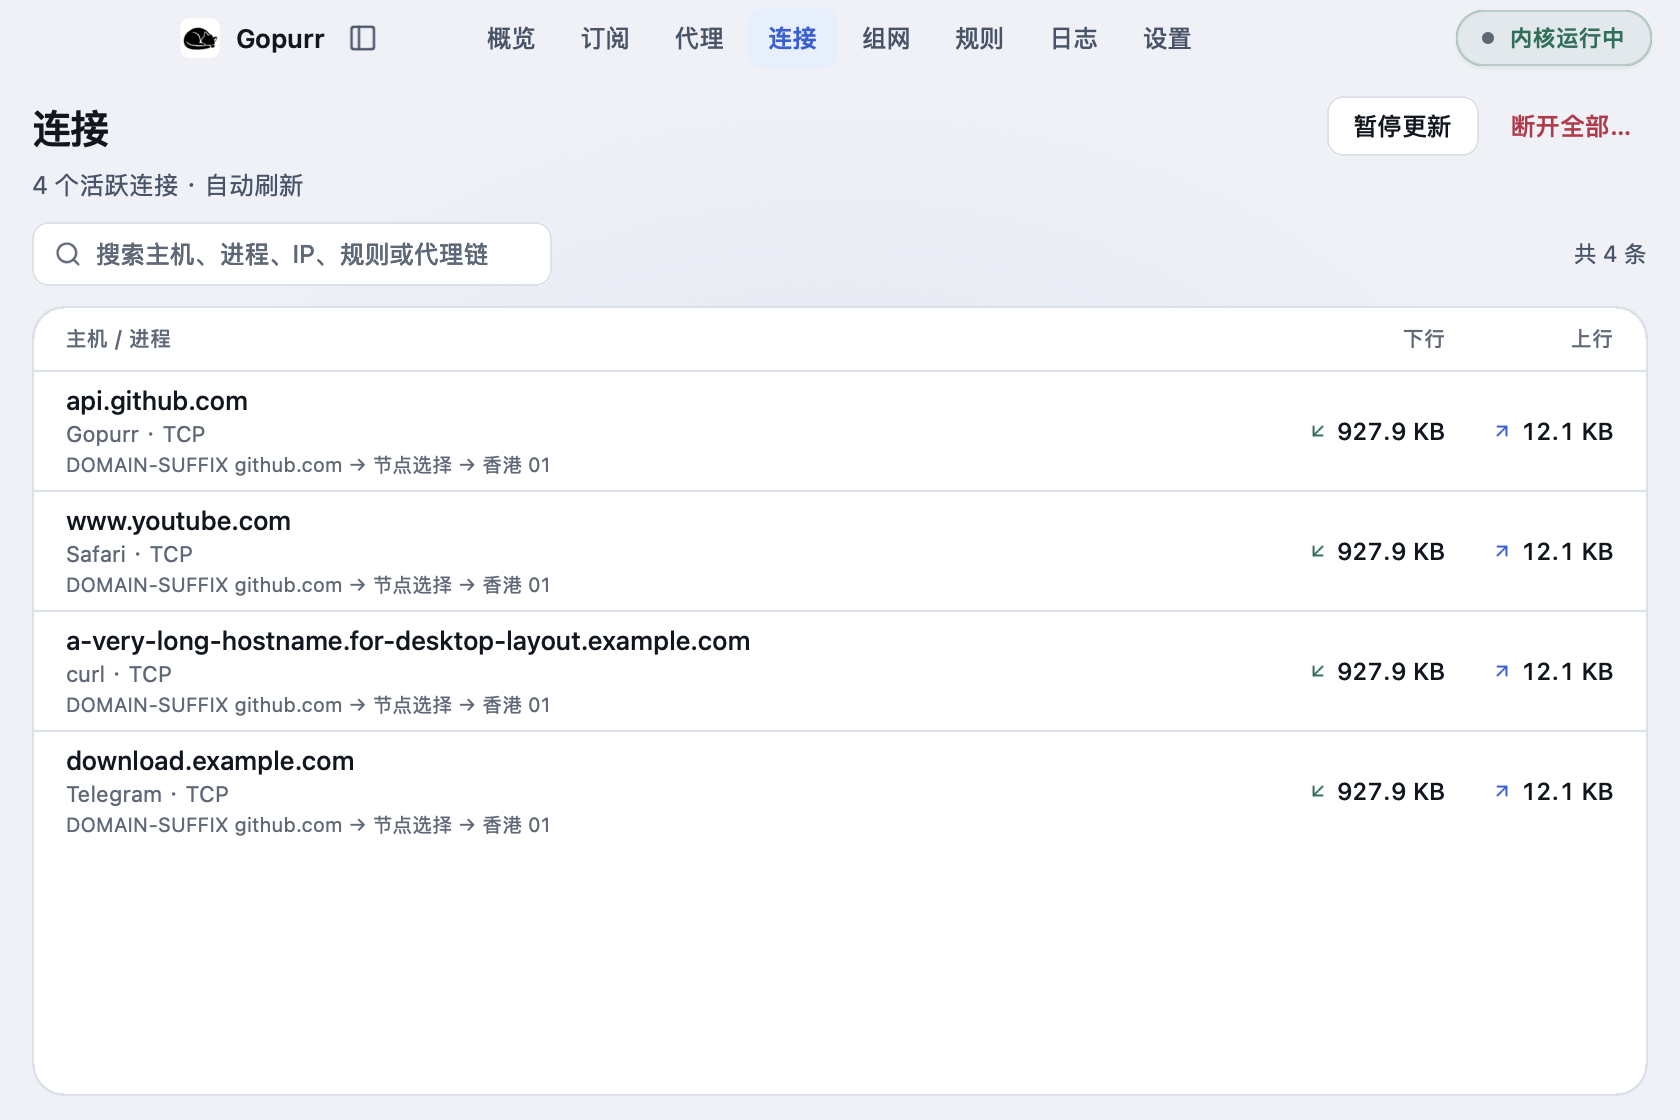 Gopurr 概览 订阅 代理 连接 组网 规则 日志 设置 内核运行中
连接 暂停更新 断开全部...
4 个活跃连接 · 自动刷新
搜索主机、进程、IP、规则或代理链 共 4 条
主机 / 进程 下行 上行
api.github.com
Gopurr · TCP ↙ 927.9 KB ↗ 12.1 KB
DOMAIN-SUFFIX github.com → 节点选择 → 香港 01
www.youtube.com
Safari · TCP ↙ 927.9 KB ↗ 12.1 KB
DOMAIN-SUFFIX github.com → 节点选择 → 香港 01
a-very-long-hostname.for-desktop-layout.example.com
curl · TCP ↙ 927.9 KB ↗ 12.1 KB
DOMAIN-SUFFIX github.com → 节点选择 → 香港 01
download.example.com
Telegram · TCP ↙ 927.9 KB ↗ 12.1 KB
DOMAIN-SUFFIX github.com → 节点选择 → 香港 01